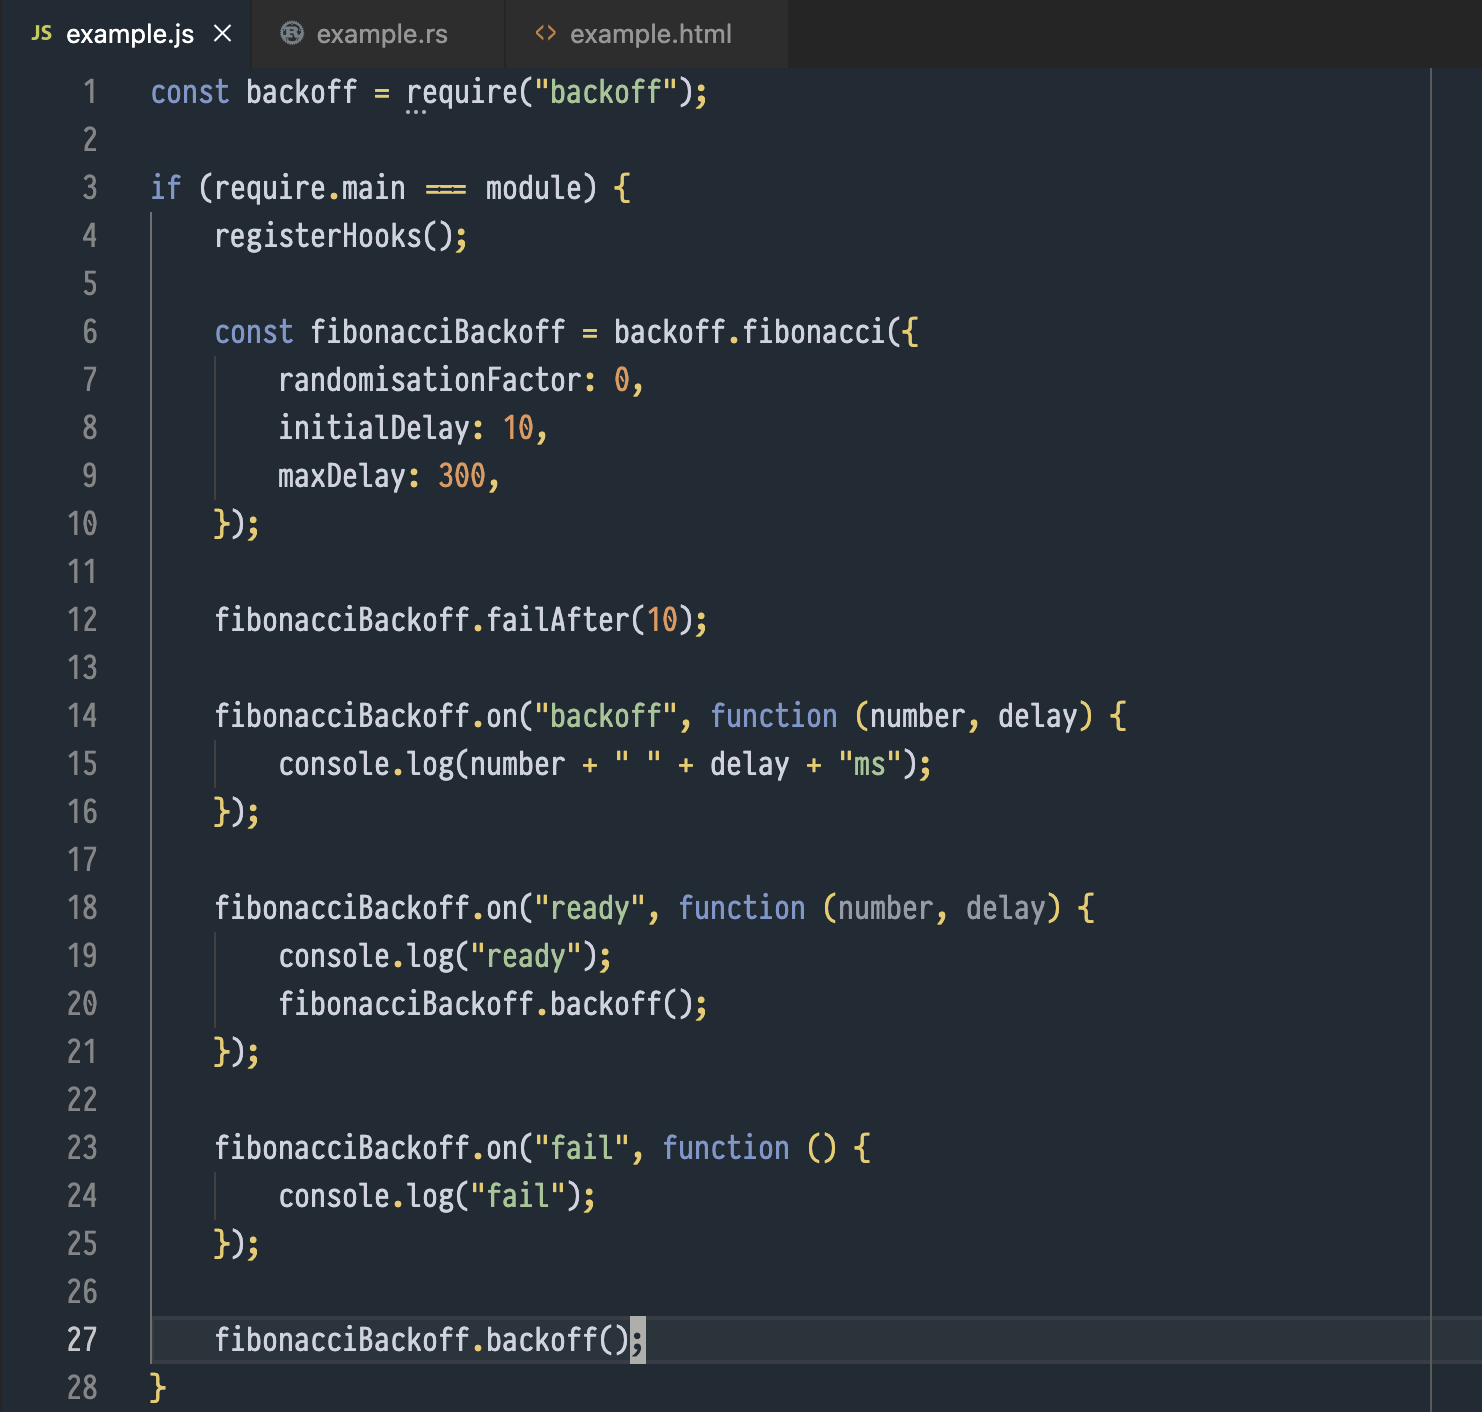 JS example.js × example.rs <> example.html
1 const backoff = require("backoff");
2
3 if (require.main === module) {
4     registerHooks();
5
6     const fibonacciBackoff = backoff.fibonacci({
7         randomisationFactor: 0,
8         initialDelay: 10,
9         maxDelay: 300,
10     });
11
12     fibonacciBackoff.failAfter(10);
13
14     fibonacciBackoff.on("backoff", function (number, delay) {
15         console.log(number + " " + delay + "ms");
16     });
17
18     fibonacciBackoff.on("ready", function (number, delay) {
19         console.log("ready");
20         fibonacciBackoff.backoff();
21     });
22
23     fibonacciBackoff.on("fail", function () {
24         console.log("fail");
25     });
26
27     fibonacciBackoff.backoff();
28 }